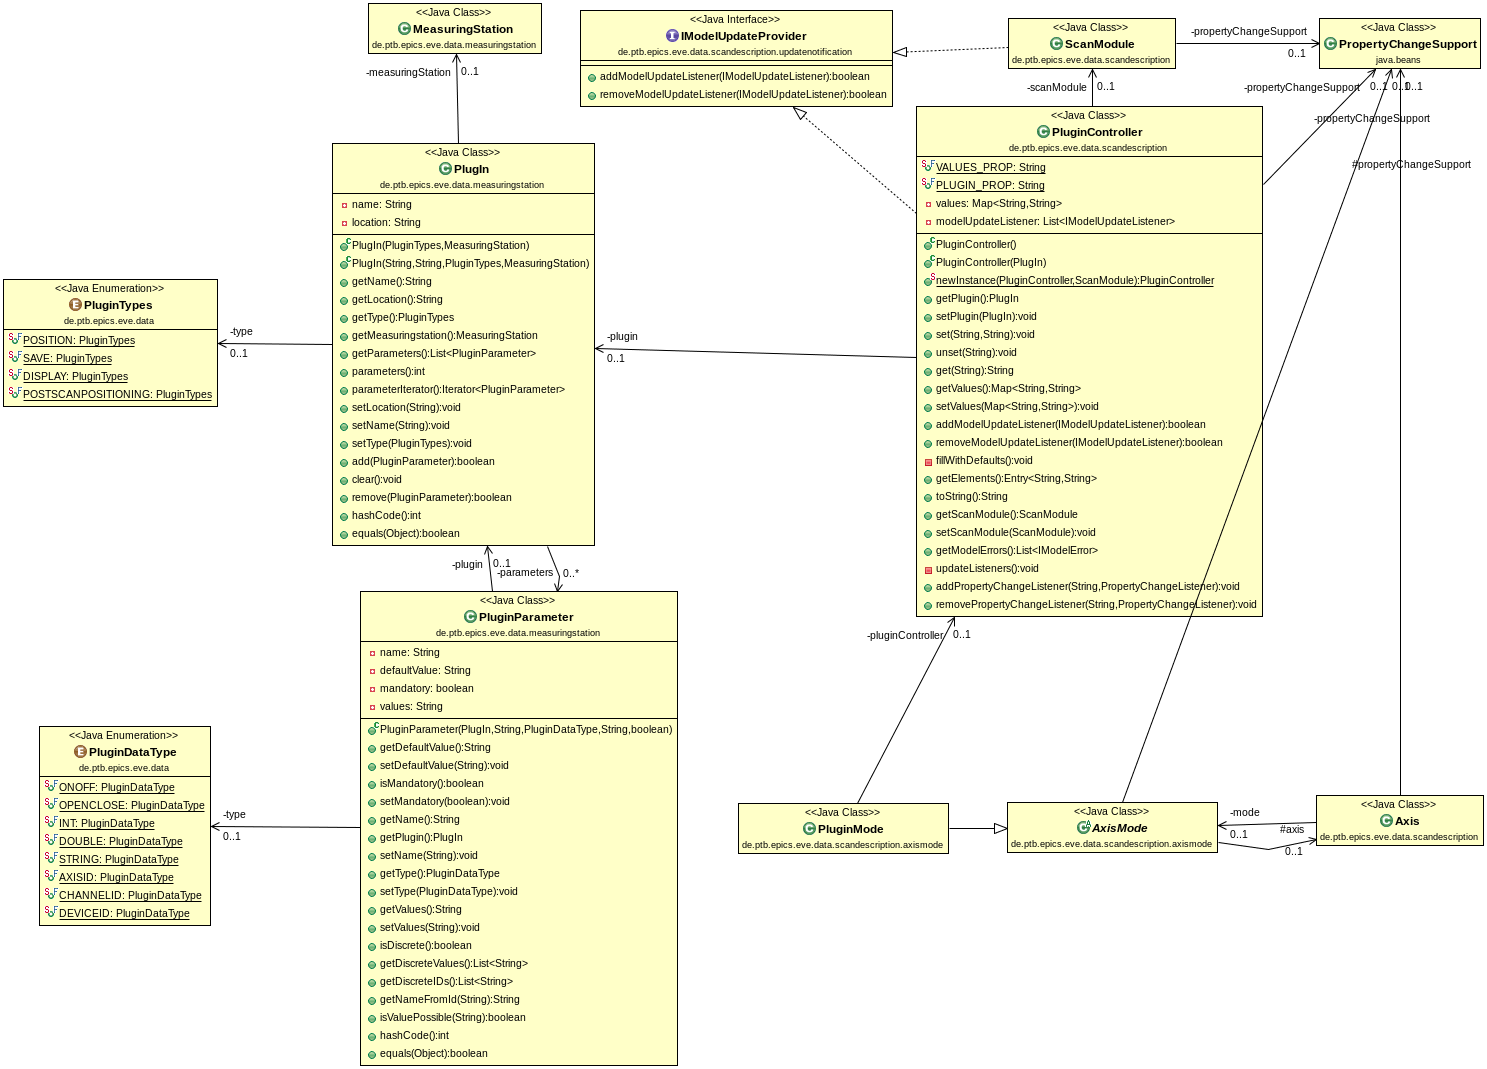 <<Java Class>>
MeasuringStation
de.ptb.epics.eve.data.measuringstation
-measuringStation
0..1
<<Java Interface>>
IModelUpdateProvider
de.ptb.epics.eve.data.scandescription.updatenotification
addModelUpdateListener(IModelUpdateListener):boolean
removeModelUpdateListener(IModelUpdateListener):boolean
<<Java Class>>
ScanModule
de.ptb.epics.eve.data.scandescription
-propertyChangeSupport
0..1
<<Java Class>>
PropertyChangeSupport
java.beans
-scanModule
0..1
-propertyChangeSupport
0..1
0..1
0..1
-propertyChangeSupport
#propertyChangeSupport
<<Java Class>>
PlugIn
de.ptb.epics.eve.data.measuringstation
name: String
location: String
PlugIn(PluginTypes,MeasuringStation)
PlugIn(String,String,PluginTypes,MeasuringStation)
getName():String
getLocation():String
getType():PluginTypes
getMeasuringstation():MeasuringStation
getParameters():List<PluginParameter>
parameters():int
parameterIterator():Iterator<PluginParameter>
setLocation(String):void
setName(String):void
setType(PluginTypes):void
add(PluginParameter):boolean
clear():void
remove(PluginParameter):boolean
hashCode():int
equals(Object):boolean
<<Java Class>>
PluginController
de.ptb.epics.eve.data.scandescription
VALUES_PROP: String
PLUGIN_PROP: String
values: Map<String,String>
modelUpdateListener: List<IModelUpdateListener>
PluginController()
PluginController(PlugIn)
newInstance(PluginController,ScanModule):PluginController
getPlugin():PlugIn
setPlugin(PlugIn):void
set(String,String):void
unset(String):void
get(String):String
getValues():Map<String,String>
setValues(Map<String,String>):void
addModelUpdateListener(IModelUpdateListener):boolean
removeModelUpdateListener(IModelUpdateListener):boolean
fillWithDefaults():void
getElements():Entry<String,String>
toString():String
getScanModule():ScanModule
setScanModule(ScanModule):void
getModelErrors():List<IModelError>
updateListeners():void
addPropertyChangeListener(String,PropertyChangeListener):void
removePropertyChangeListener(String,PropertyChangeListener):void
<<Java Enumeration>>
PluginTypes
de.ptb.epics.eve.data
POSITION: PluginTypes
SAVE: PluginTypes
DISPLAY: PluginTypes
POSTSCANPOSITIONING: PluginTypes
-type
0..1
-plugin
0..1
-plugin
0..1
-parameters
0..*
<<Java Class>>
PluginParameter
de.ptb.epics.eve.data.measuringstation
name: String
defaultValue: String
mandatory: boolean
values: String
PluginParameter(PlugIn,String,PluginDataType,String,boolean)
getDefaultValue():String
setDefaultValue(String):void
isMandatory():boolean
setMandatory(boolean):void
getName():String
getPlugin():PlugIn
setName(String):void
getType():PluginDataType
setType(PluginDataType):void
getValues():String
setValues(String):void
isDiscrete():boolean
getDiscreteValues():List<String>
getDiscreteIDs():List<String>
getNameFromId(String):String
isValuePossible(String):boolean
hashCode():int
equals(Object):boolean
<<Java Enumeration>>
PluginDataType
de.ptb.epics.eve.data
ONOFF: PluginDataType
OPENCLOSE: PluginDataType
INT: PluginDataType
DOUBLE: PluginDataType
STRING: PluginDataType
AXISID: PluginDataType
CHANNELID: PluginDataType
DEVICEID: PluginDataType
-type
0..1
-pluginController
0..1
<<Java Class>>
PluginMode
de.ptb.epics.eve.data.scandescription.axismode
<<Java Class>>
AxisMode
de.ptb.epics.eve.data.scandescription.axismode
-mode
0..1
#axis
0..1
<<Java Class>>
Axis
de.ptb.epics.eve.data.scandescription